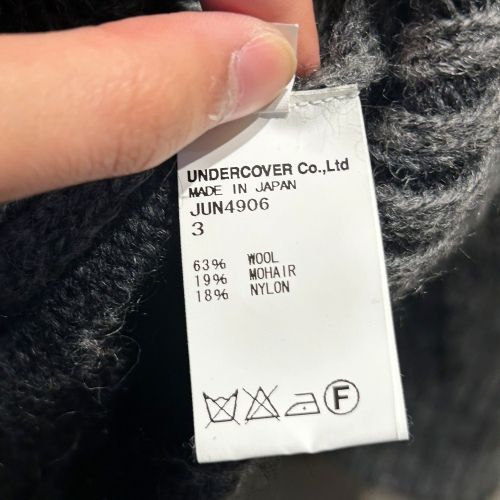 UNDERCOVER Co.,Ltd
MADE IN JAPAN
JUN4906
3
63% WOOL
19% MOHAIR
18% NYLON
F